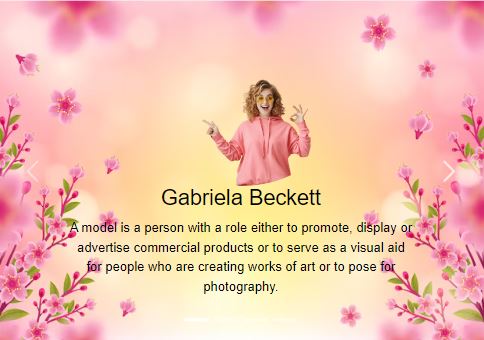 Gabriela Beckett
A model is a person with a role either to promote, display or
advertise commercial products or to serve as a visual aid
for people who are creating works of art or to pose for
photography.